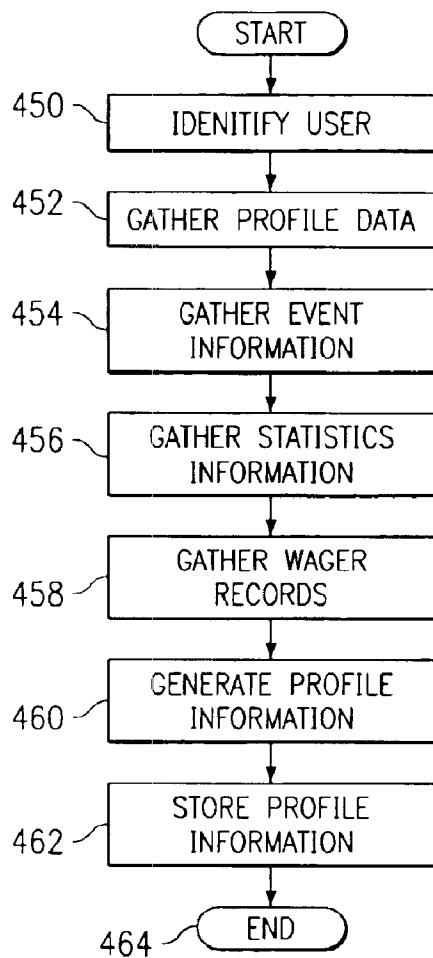 START
450
IDENITIFY USER
452
GATHER PROFILE DATA
454
GATHER EVENT
INFORMATION
456
GATHER STATISTICS
INFORMATION
458
GATHER WAGER
RECORDS
460
GENERATE PROFILE
INFORMATION
462
STORE PROFILE
INFORMATION
464
END